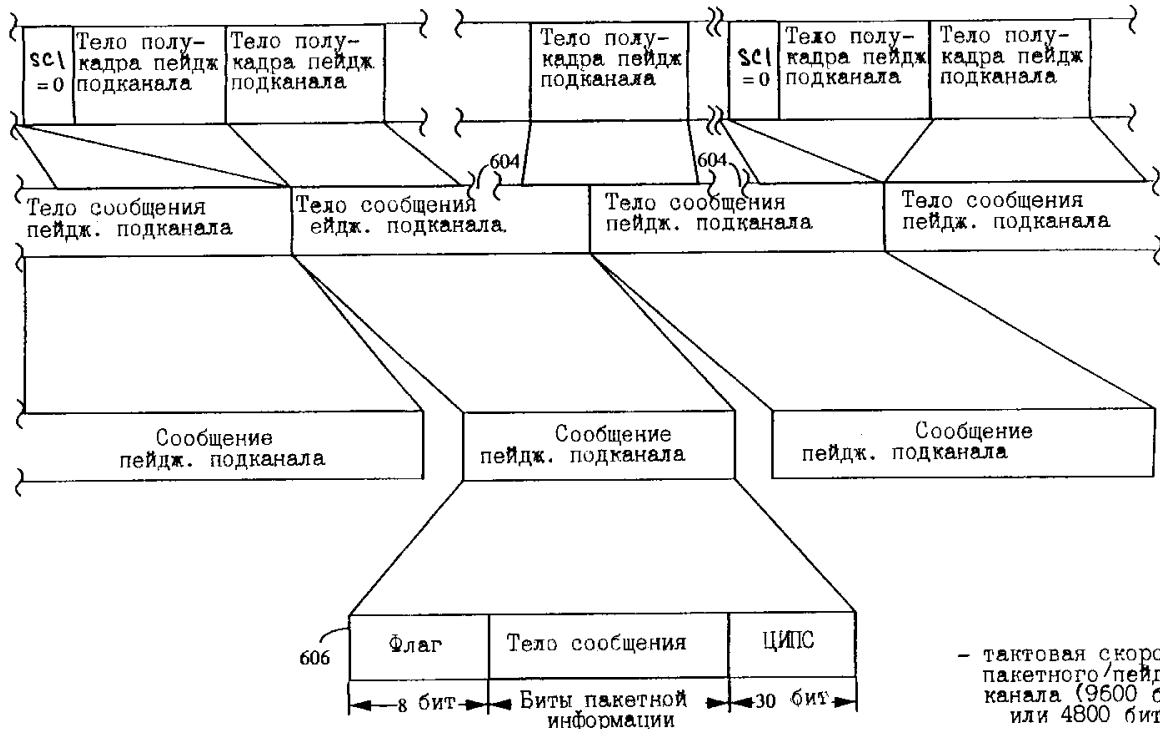 SCI
=0
Тело полу-
кадра пейдж
подканала
Тело полу-
кадра пейдж
подканала
Тело полу-
кадра пейдж
подканала
SCI
=0
Тело полу-
кадра пейдж
подканала
Тело полу-
кадра пейдж
подканала
604
604
Тело сообщения
пейдж. подканала
Тело сообщения
ейдж. подканала
Тело сообщения
пейдж. подканала
Тело сообщения
пейдж. подканала
Сообщение
пейдж. подканала
Сообщение
пейдж. подканала
Сообщение
пейдж. подканала
606
Флаг
Тело сообщения
ЦИПС
8 бит
Биты пакетной
информации
30 бит
- тактовая скоро
пакетного/пейд
канала (9600 б
или 4800 бит